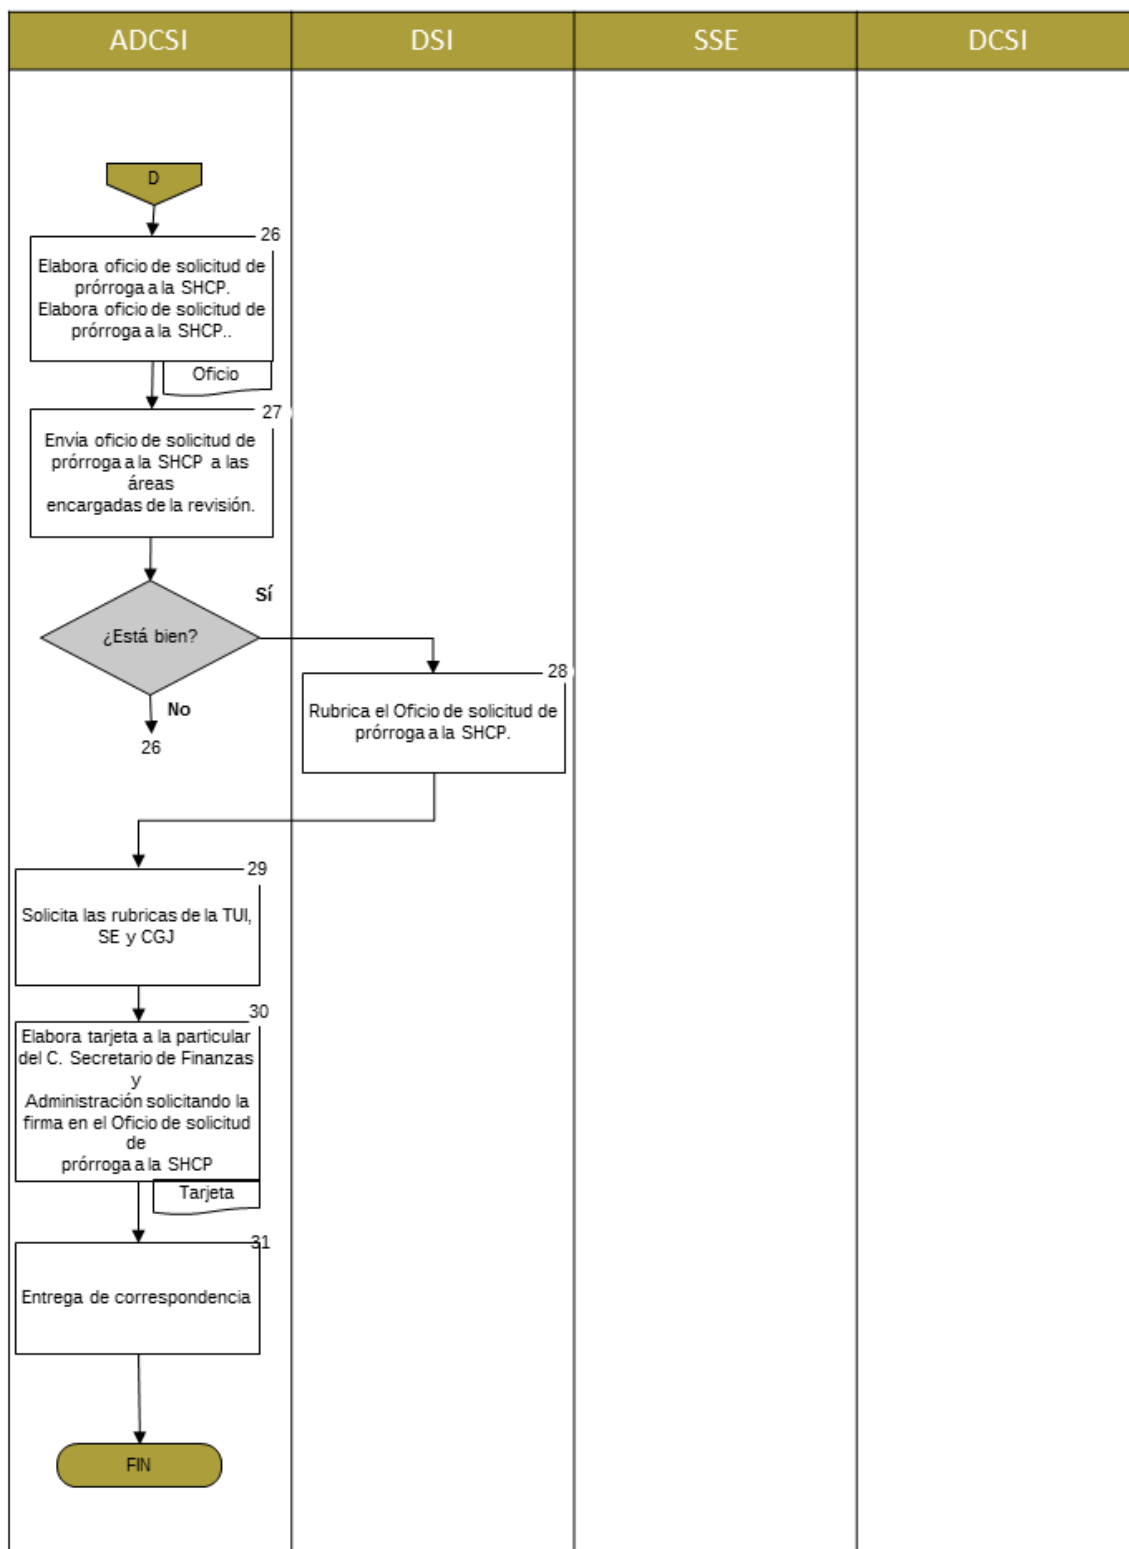 ADCSI
DSI
SSE
DCSI
D
26
Elabora oficio de solicitud de
prórroga a la SHCP.
Elabora oficio de solicitud de
prórroga a la SHCP..
Oficio
27
Envía oficio de solicitud de
prórroga a la SHCP a las
áreas
encargadas de la revisión.
¿Está bien?
Sí
No
26
28
Rubrica el Oficio de solicitud de
prórroga a la SHCP.
29
Solicita las rubricas de la TUI,
SE y CGJ
30
Elabora tarjeta a la particular
del C. Secretario de Finanzas
y
Administración solicitando la
firma en el Oficio de solicitud
de
prórroga a la SHCP
Tarjeta
31
Entrega de correspondencia
FIN